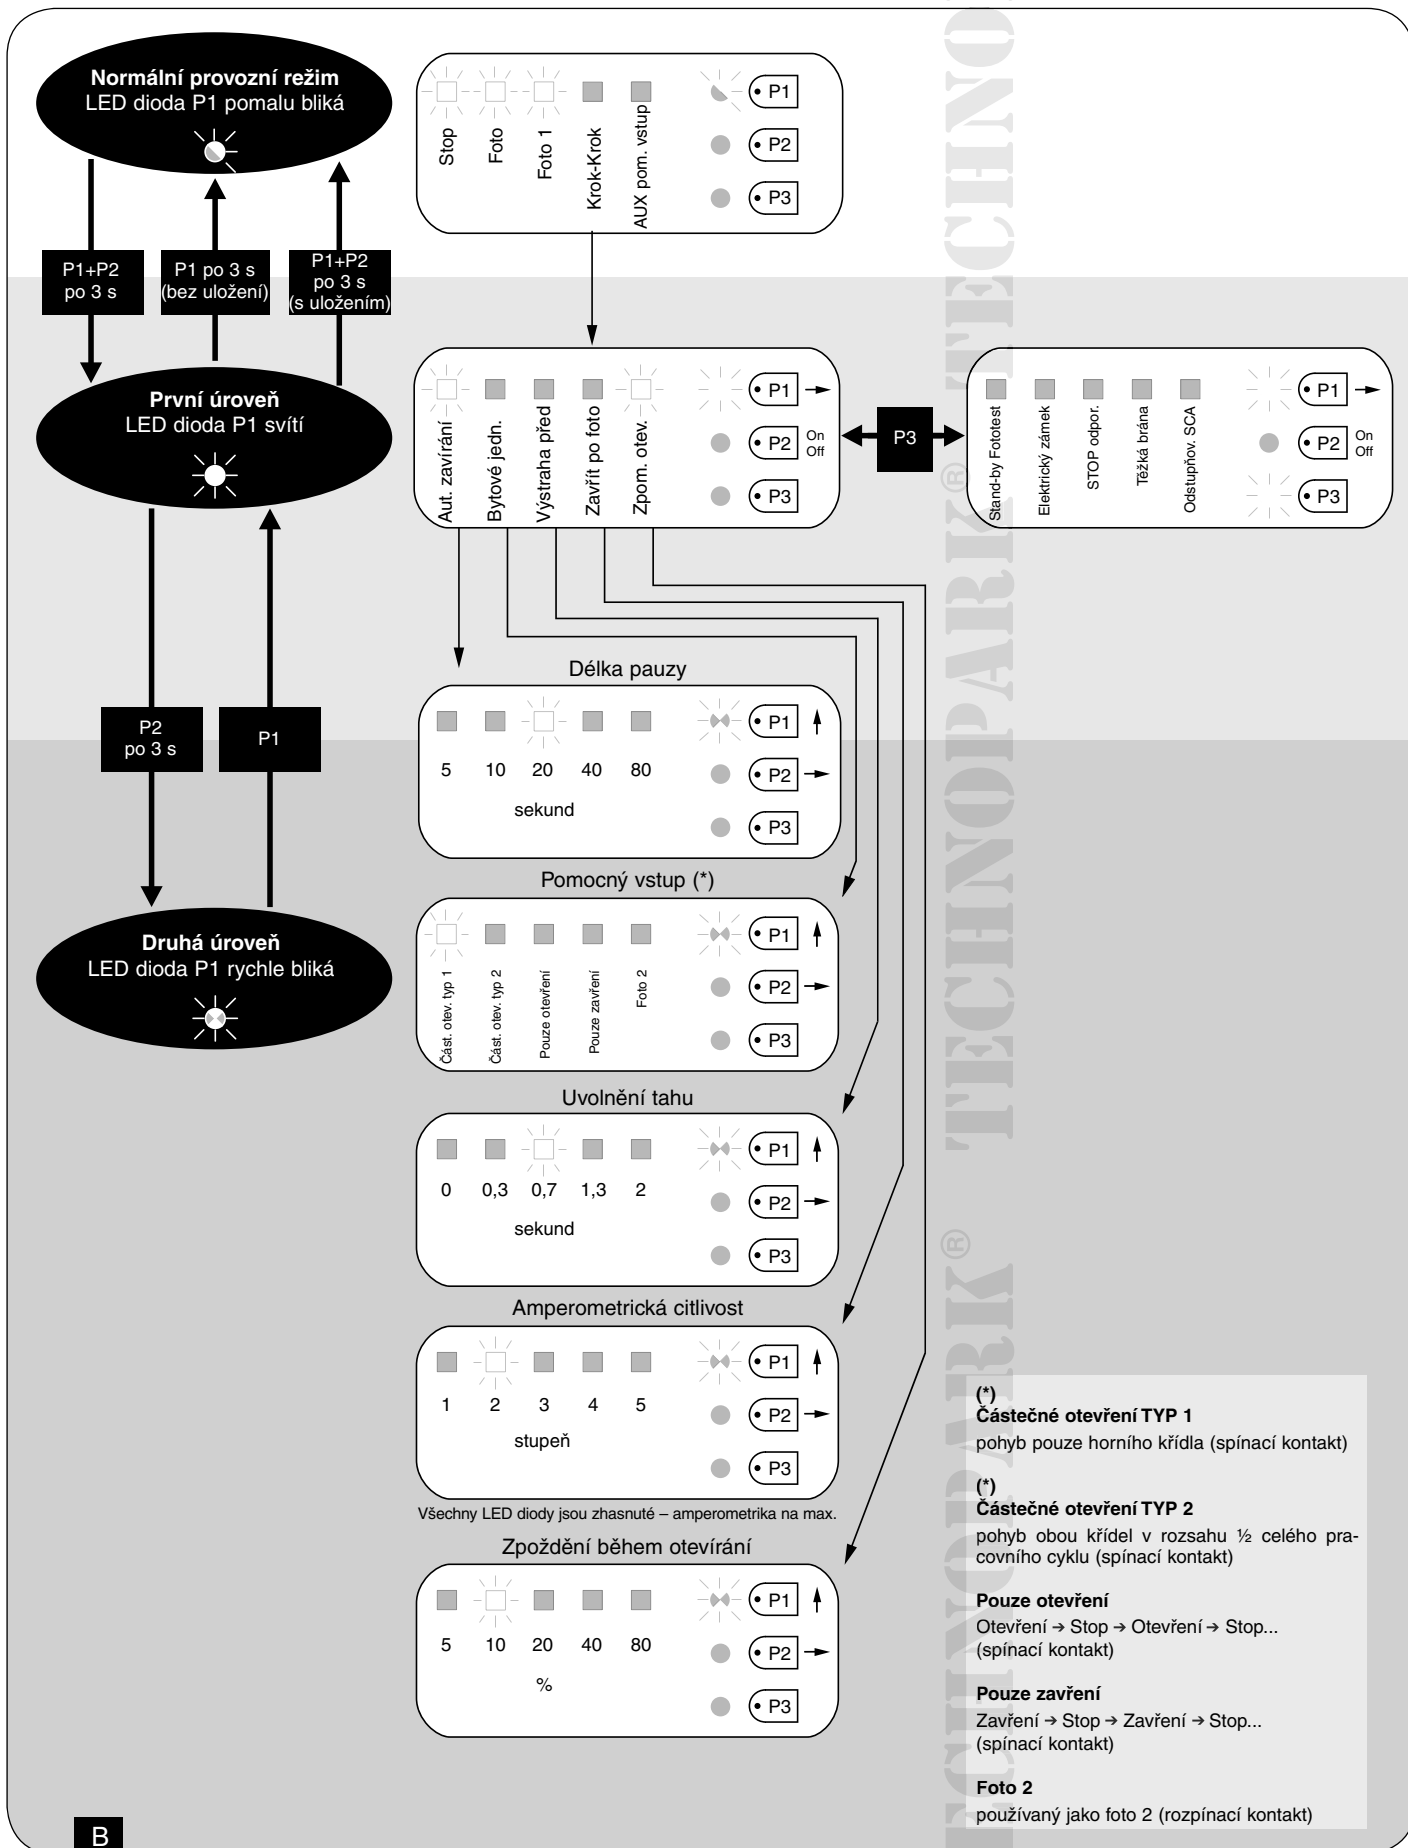 Normální provozní režim
LED dioda P1 pomalu bliká
Stop
Foto
Foto 1
Krok-Krok
AUX pom. vstup
P1
P2
P3
P1+P2
po 3 s
P1 po 3 s
(bez uložení)
P1+P2
po 3 s
(s uložením)
První úroveň
LED dioda P1 svítí
Aut. zavírání
Bytové jedn.
Výstraha před
Zavřít po foto
Zpom. otev.
P1
P2
On
Off
P3
P3
Stand-by Fototest
Elektrický zámek
STOP odpor.
Těžká brána
Odstupňov. SCA
P1
P2
On
Off
P3
P2
po 3 s
P1
Druhá úroveň
LED dioda P1 rychle bliká
Délka pauzy
5 10 20 40 80
sekund
P1
P2
P3
Pomocný vstup (*)
Část. otev. typ 1
Část. otev. typ 2
Pouze otevření
Pouze zavření
Foto 2
P1
P2
P3
Uvolnění tahu
0 0,3 0,7 1,3 2
sekund
P1
P2
P3
Amperometrická citlivost
1 2 3 4 5
stupeň
P1
P2
P3
Všechny LED diody jsou zhasnuté – amperometrika na max.
Zpoždění během otevírání
5 10 20 40 80
%
P1
P2
P3
(*)
Částečné otevření TYP 1
pohyb pouze horního křídla (spínací kontakt)
(*)
Částečné otevření TYP 2
pohyb obou křídel v rozsahu ½ celého pra-
covního cyklu (spínací kontakt)
Pouze otevření
Otevření → Stop → Otevření → Stop...
(spínací kontakt)
Pouze zavření
Zavření → Stop → Zavření → Stop...
(spínací kontakt)
Foto 2
používaný jako foto 2 (rozpínací kontakt)
B
TECHNOPARK®
TECHNOPARK®
TECHNO